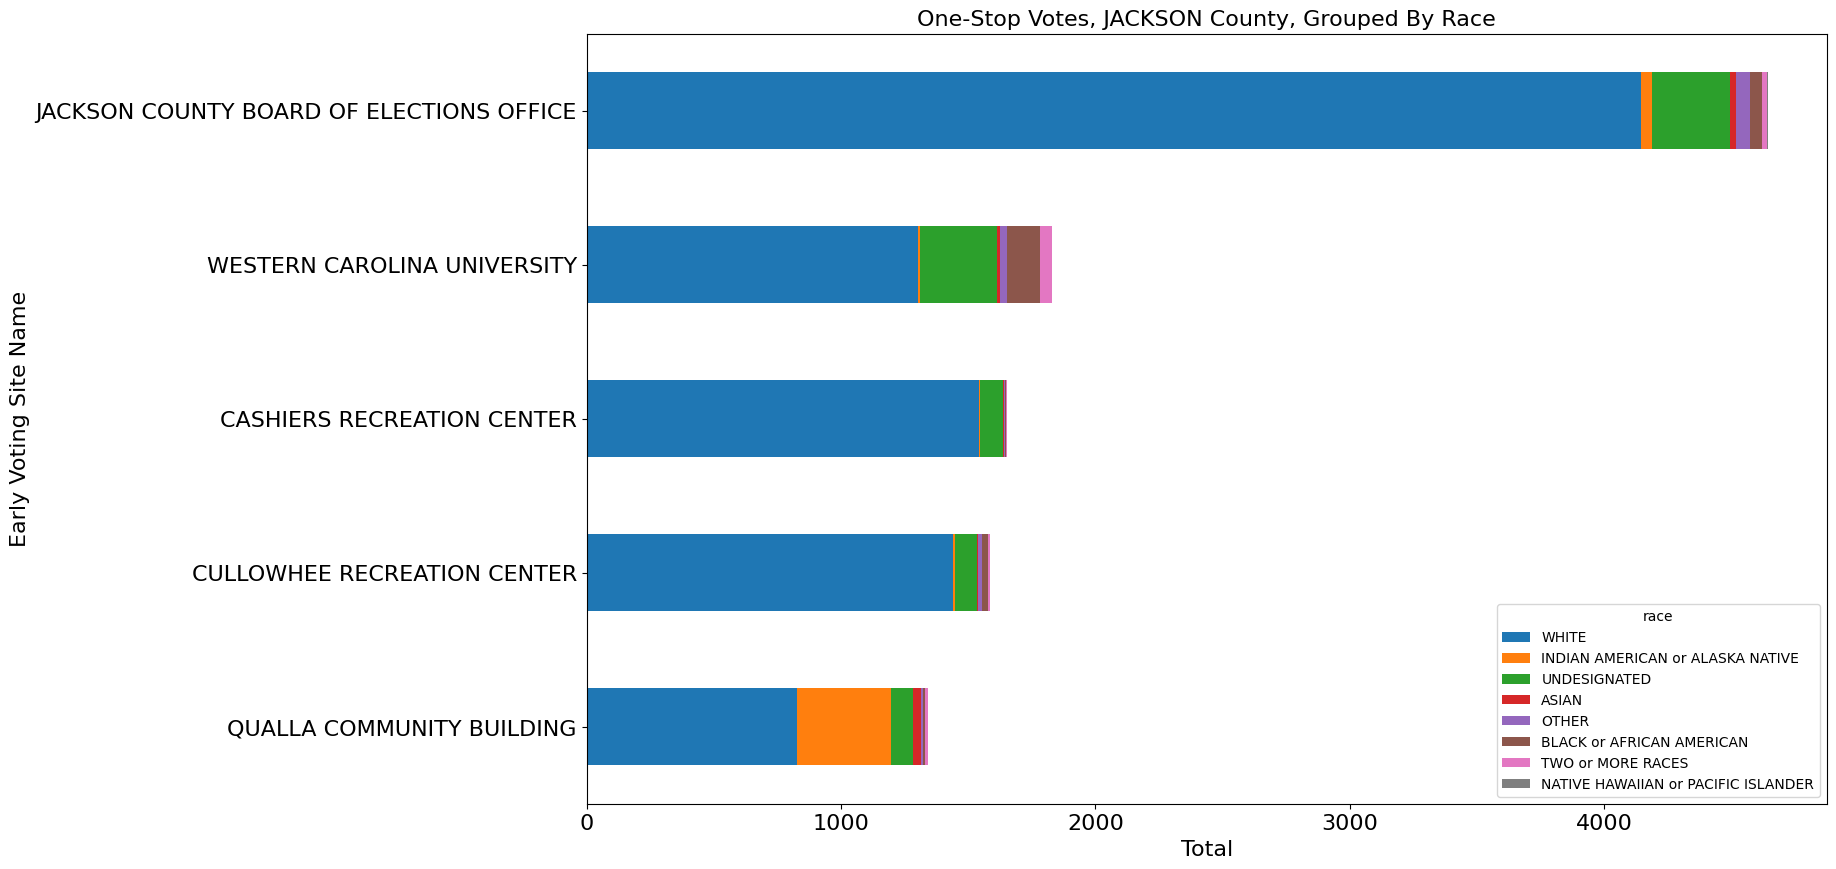 One-Stop Votes, JACKSON County, Grouped By Race
Early Voting Site Name
JACKSON COUNTY BOARD OF ELECTIONS OFFICE
WESTERN CAROLINA UNIVERSITY
CASHIERS RECREATION CENTER
CULLOWHEE RECREATION CENTER
QUALLA COMMUNITY BUILDING
race
WHITE
INDIAN AMERICAN or ALASKA NATIVE
UNDESIGNATED
ASIAN
OTHER
BLACK or AFRICAN AMERICAN
TWO or MORE RACES
NATIVE HAWAIIAN or PACIFIC ISLANDER
0 1000 2000 3000 4000
Total